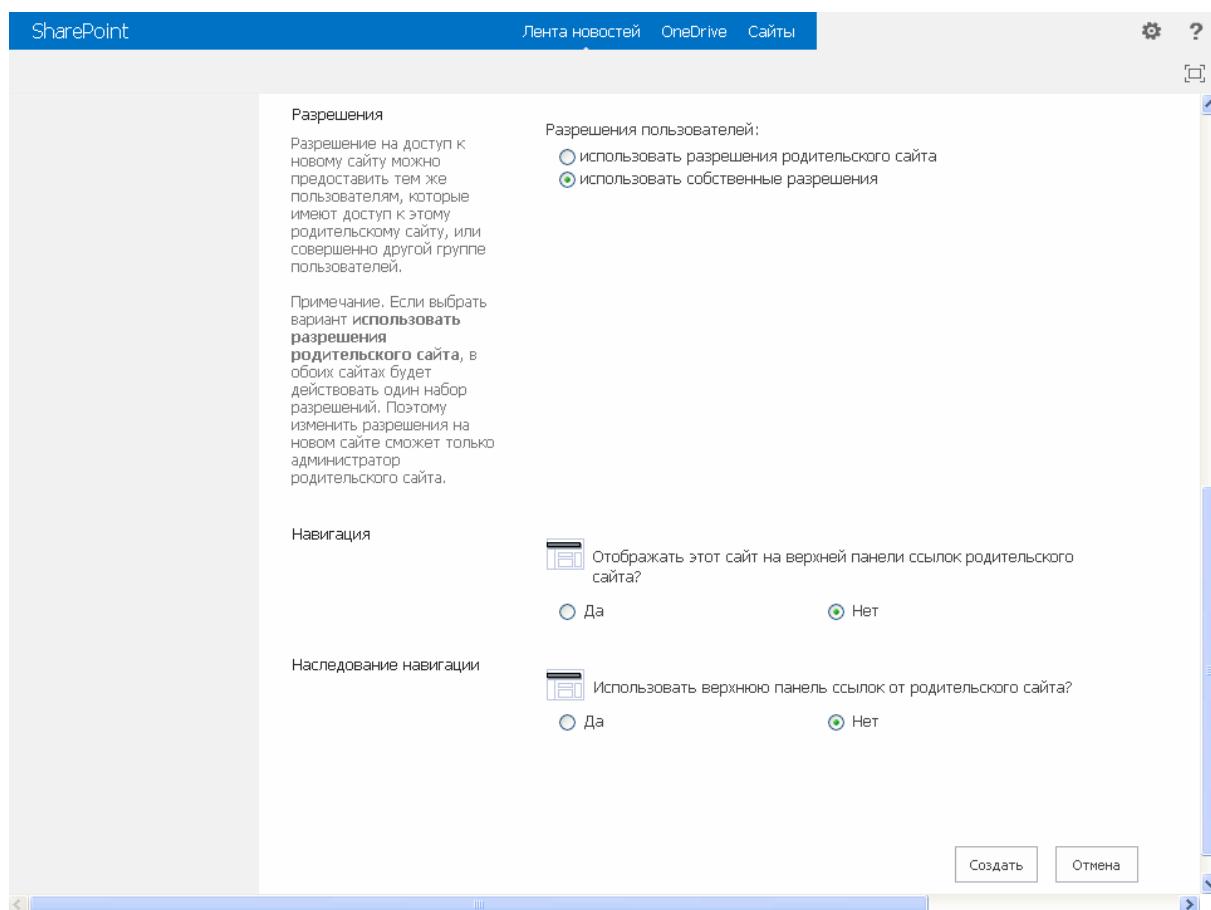 SharePoint
Лента новостей OneDrive Сайты
?
Разрешения
Разрешение на доступ к
новому сайту можно
предоставить тем же
пользователям, которые
имеют доступ к этому
родительскому сайту, или
совершенно другой группе
пользователей.
Примечание. Если выбрать
вариант использовать
разрешения
родительского сайта, в
обоих сайтах будет
действовать один набор
разрешений. Поэтому
изменить разрешения на
новом сайте сможет только
администратор
родительского сайта.
Разрешения пользователей:
использовать разрешения родительского сайта
использовать собственные разрешения
Навигация
Отображать этот сайт на верхней панели ссылок родительского
сайта?
Да Нет
Наследование навигации
Использовать верхнюю панель ссылок от родительского сайта?
Да Нет
Создать Отмена